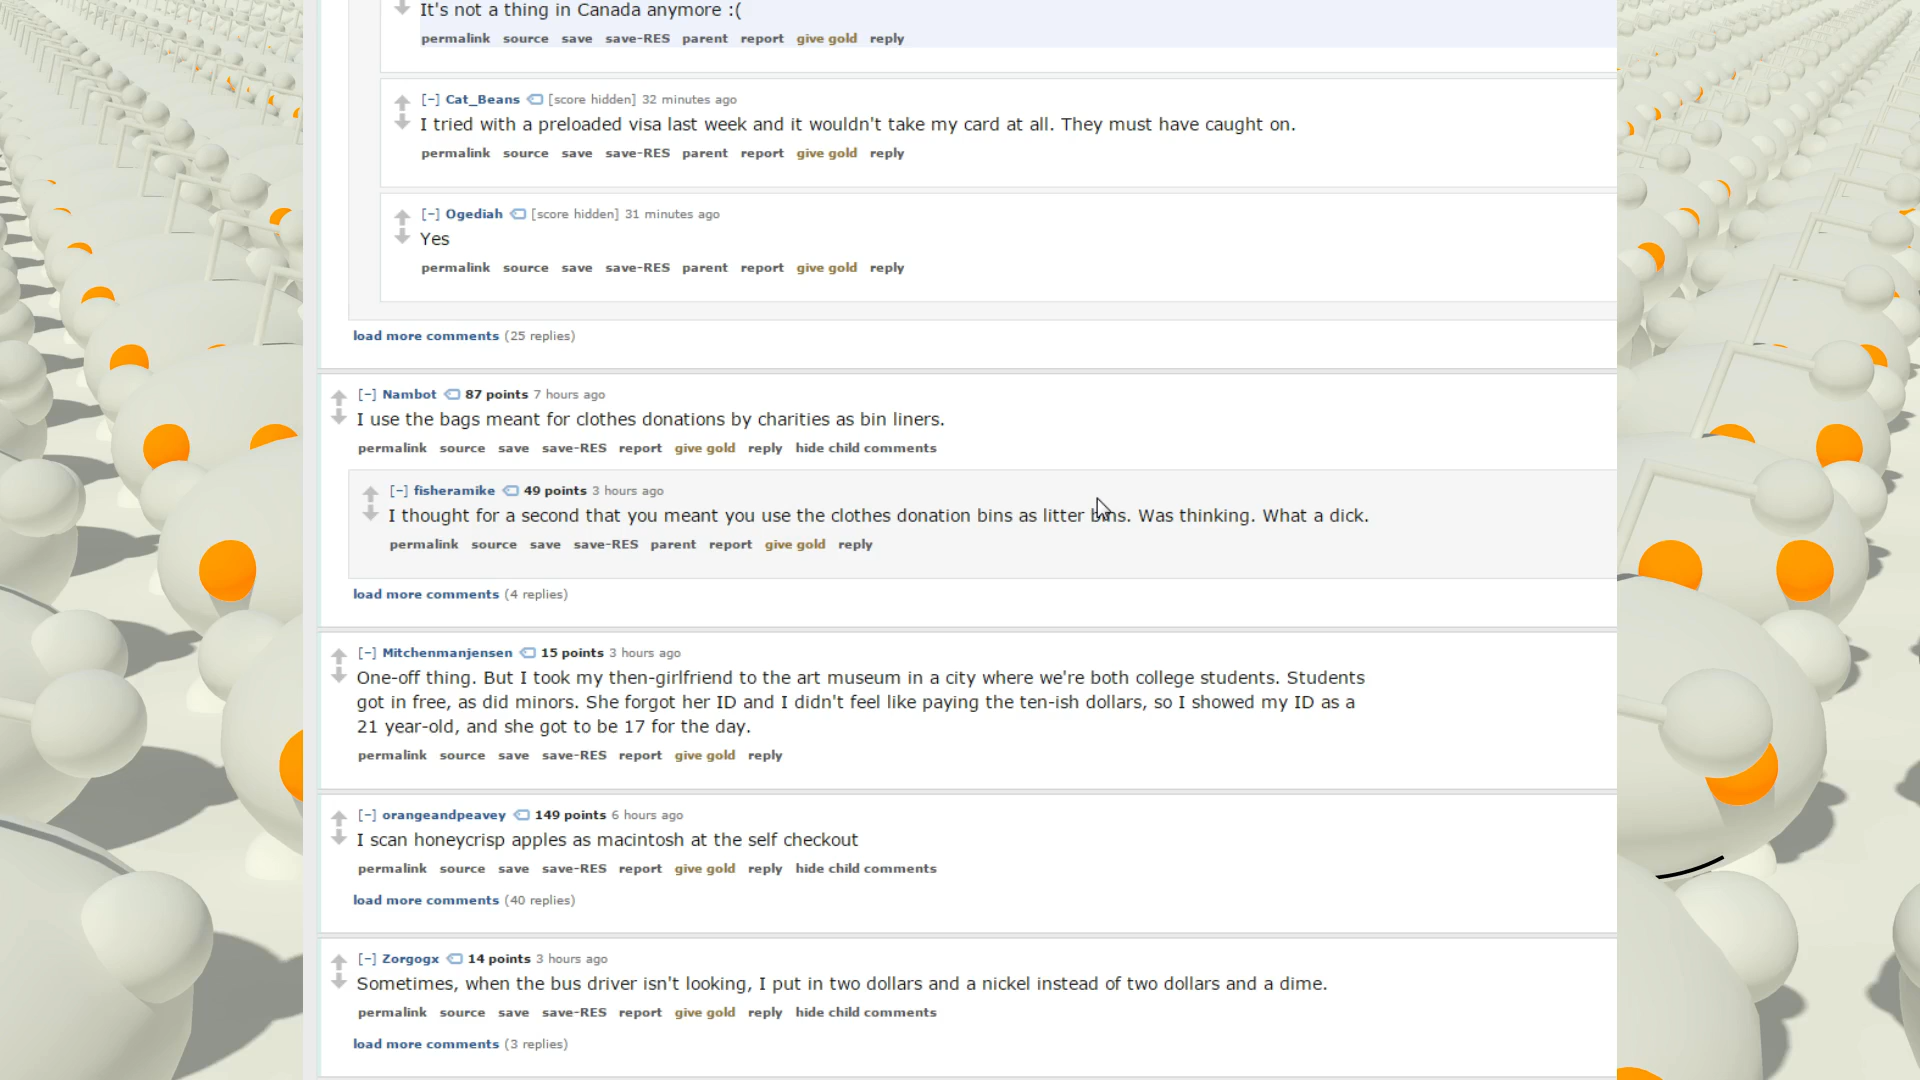 It's not a thing in Canada anymore :(
permalink source save save-RES parent report give gold reply
[-] Cat_Beans [score hidden] 32 minutes ago
I tried with a preloaded visa last week and it wouldn't take my card at all. They must have caught on.
permalink source save save-RES parent report give gold reply
[-] Ogediah [score hidden] 31 minutes ago
Yes
permalink source save save-RES parent report give gold reply
load more comments (25 replies)
[-] Nambot 87 points 7 hours ago
I use the bags meant for clothes donations by charities as bin liners.
permalink source save save-RES report give gold reply hide child comments
[-] fisheramike 49 points 3 hours ago
I thought for a second that you meant you use the clothes donation bins as litter bins. Was thinking. What a dick.
permalink source save save-RES parent report give gold reply
load more comments (4 replies)
[-] Mitchenmanjensen 15 points 3 hours ago
One-off thing. But I took my then-girlfriend to the art museum in a city where we're both college students. Students
got in free, as did minors. She forgot her ID and I didn't feel like paying the ten-ish dollars, so I showed my ID as a
21 year-old, and she got to be 17 for the day.
permalink source save save-RES report give gold reply
[-] orangeandpeavey 149 points 6 hours ago
I scan honeycrisp apples as macintosh at the self checkout
permalink source save save-RES report give gold reply hide child comments
load more comments (40 replies)
[-] Zorgogx 14 points 3 hours ago
Sometimes, when the bus driver isn't looking, I put in two dollars and a nickel instead of two dollars and a dime.
permalink source save save-RES report give gold reply hide child comments
load more comments (3 replies)